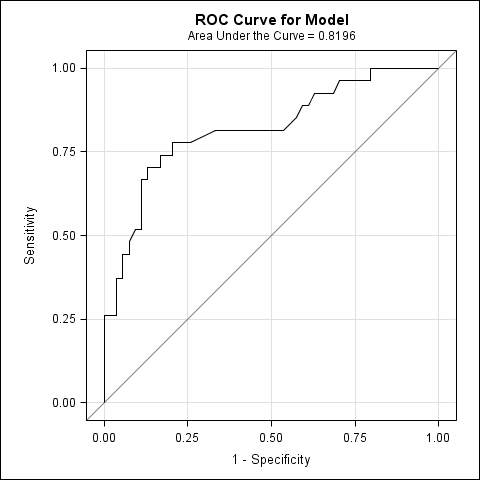 ROC Curve for Model
Area Under the Curve = 0.8196
1.00
0.75
0.50
0.25
0.00
Sensitivity
0.00 0.25 0.50 0.75 1.00
1 - Specificity